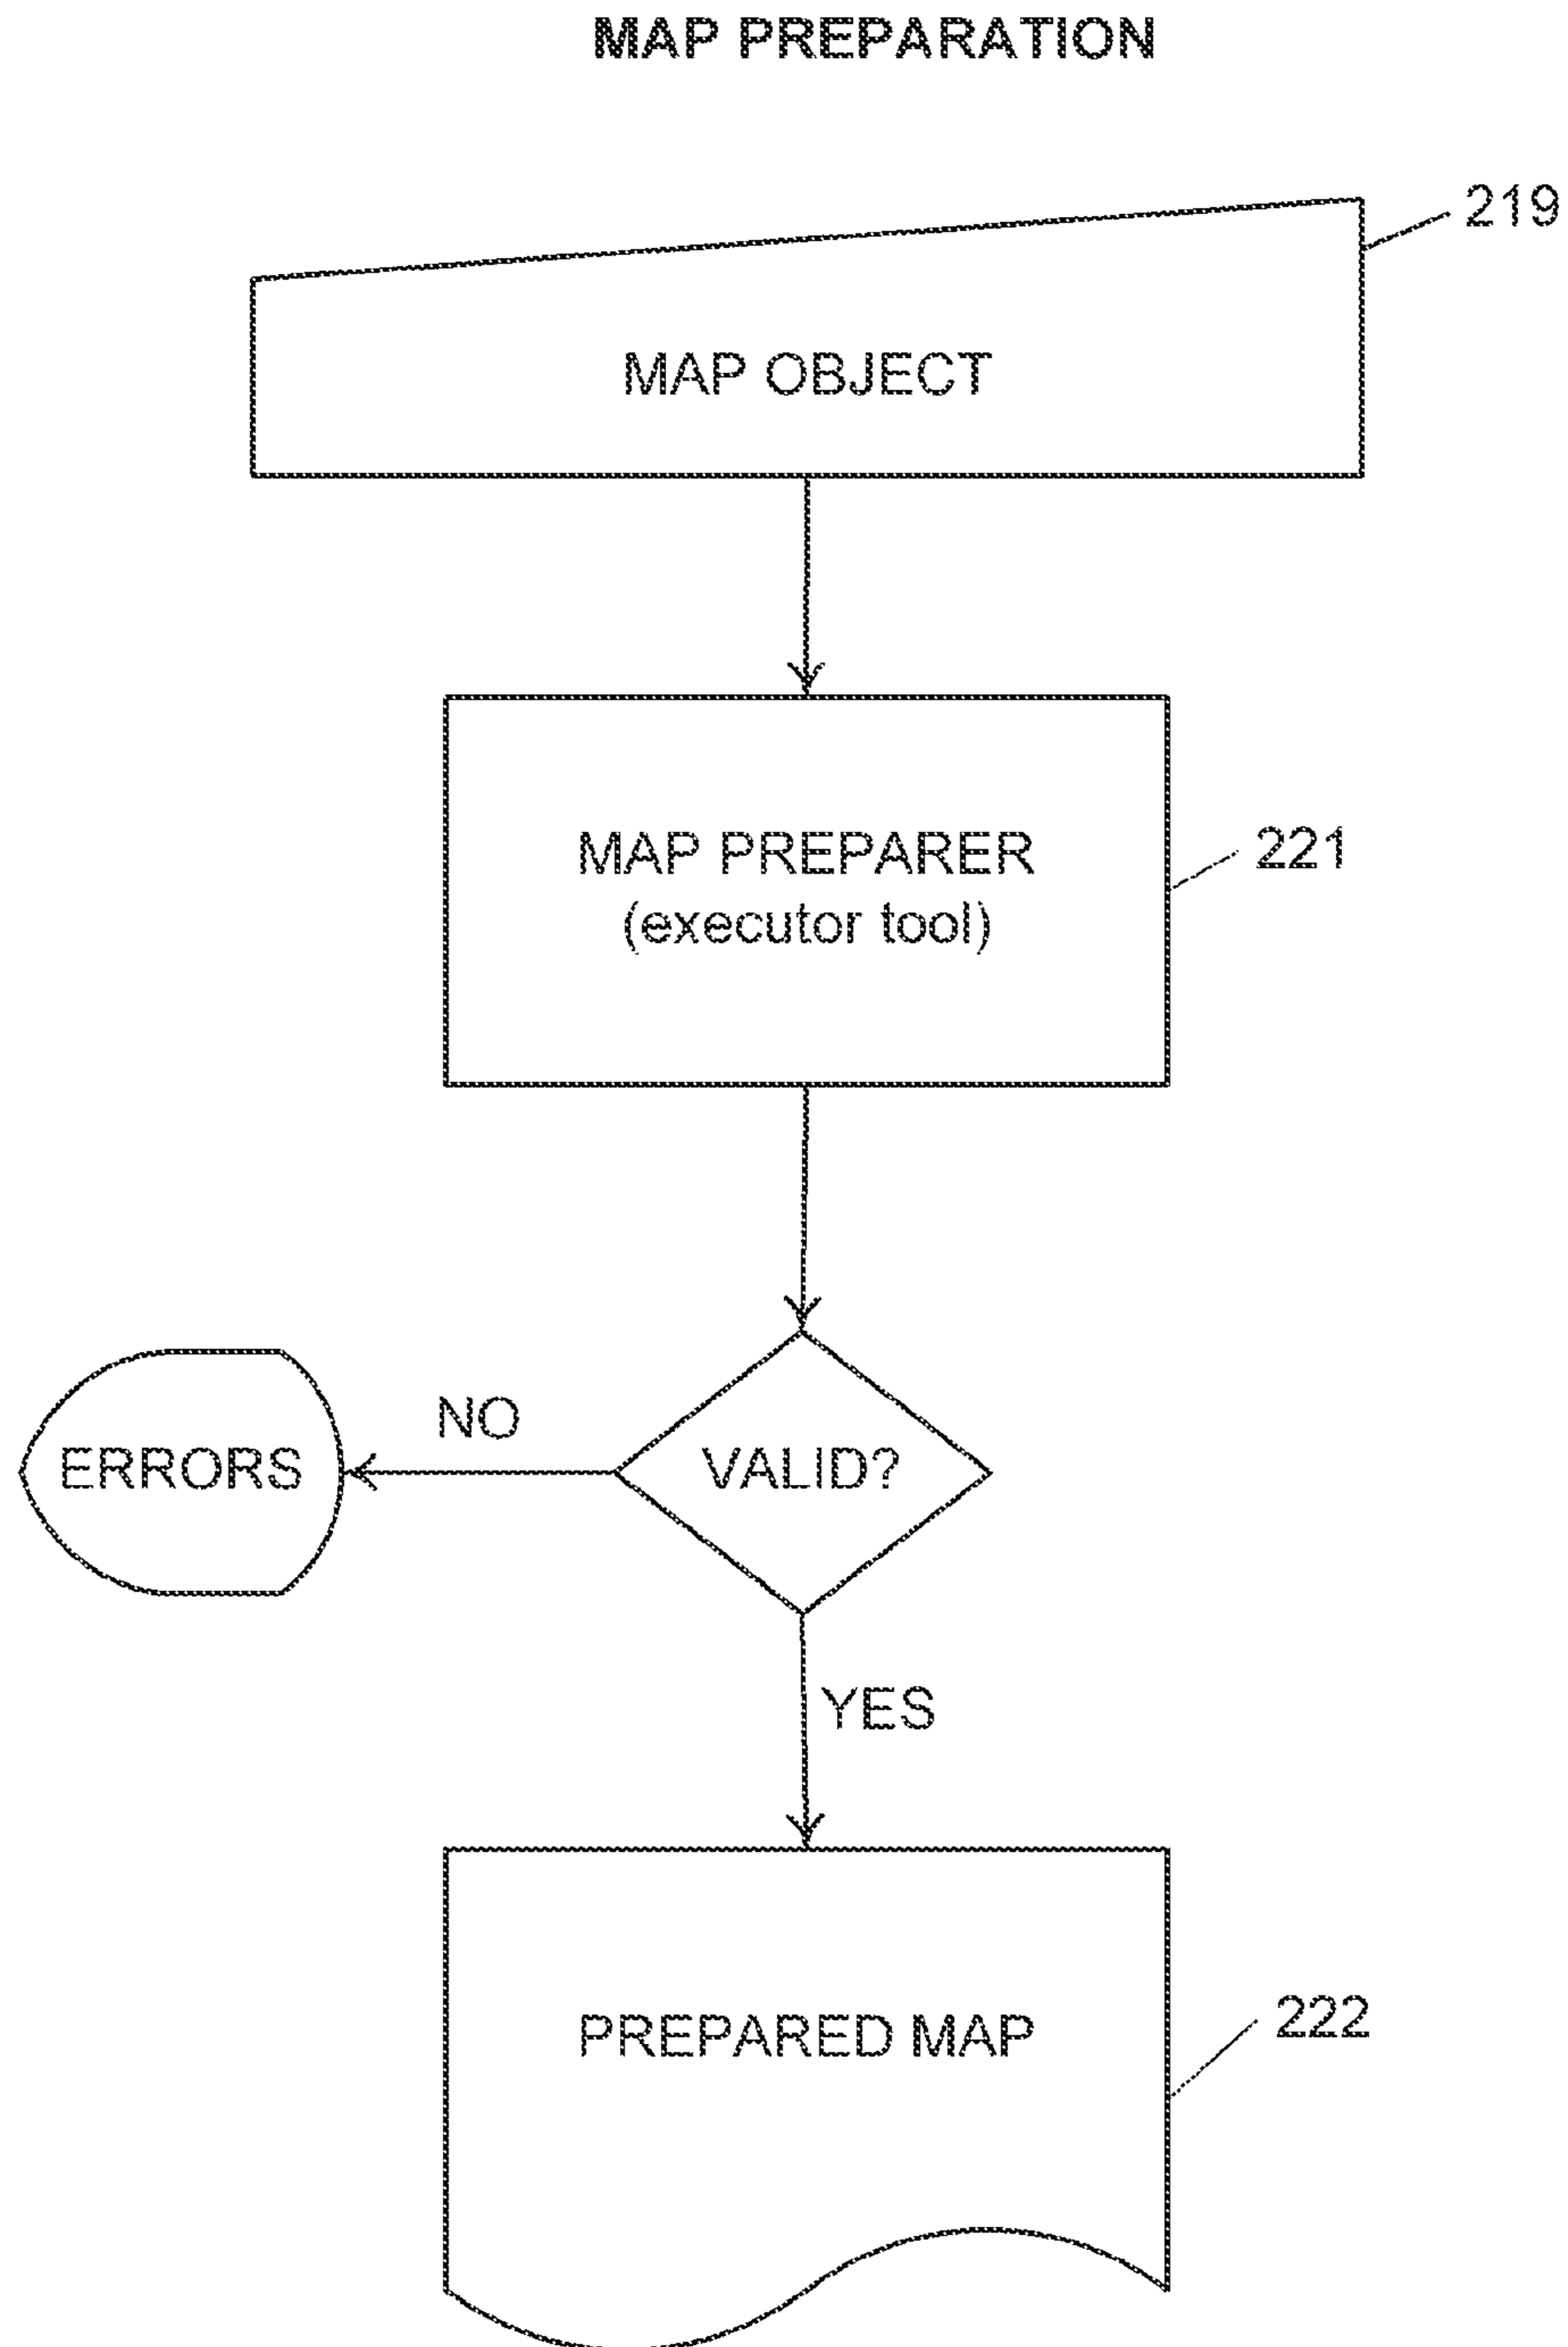 MAP PREPARATION
219
MAP OBJECT
MAP PREPARER
(executor tool)
221
NO
ERRORS
VALID?
YES
PREPARED MAP
222